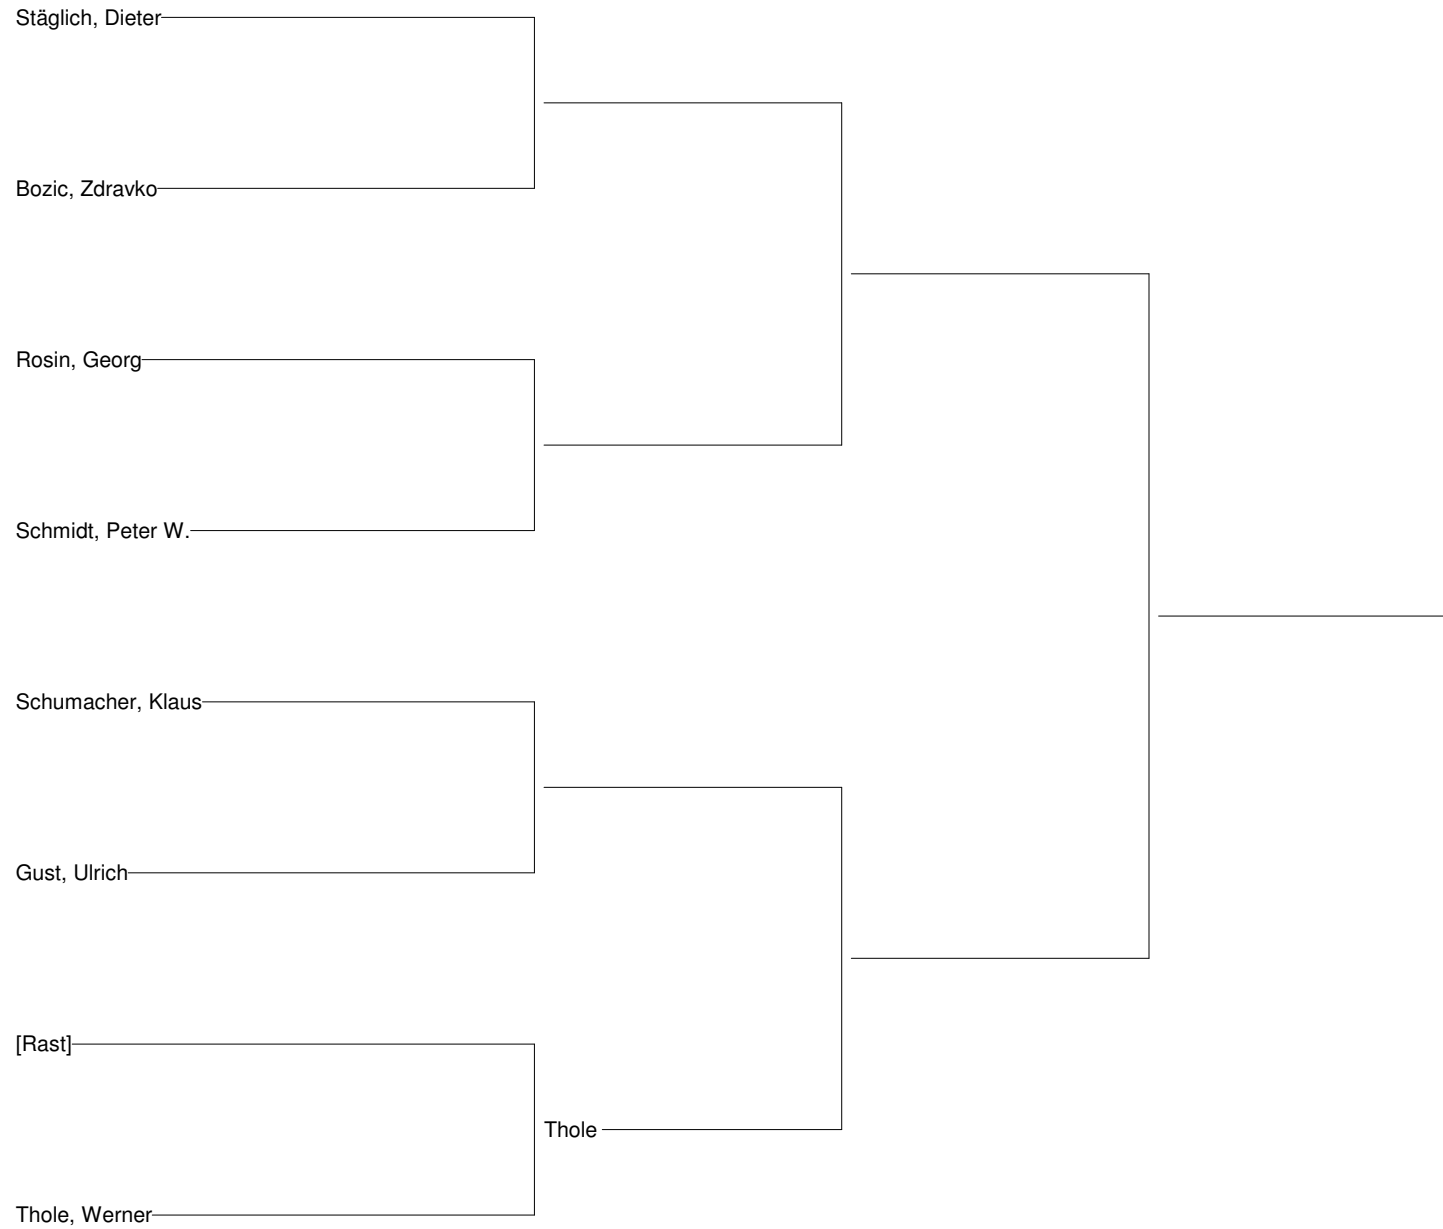 Stäglich, Dieter
Bozic, Zdravko
Rosin, Georg
Schmidt, Peter W.
Schumacher, Klaus
Gust, Ulrich
[Rast]
Thole
Thole, Werner